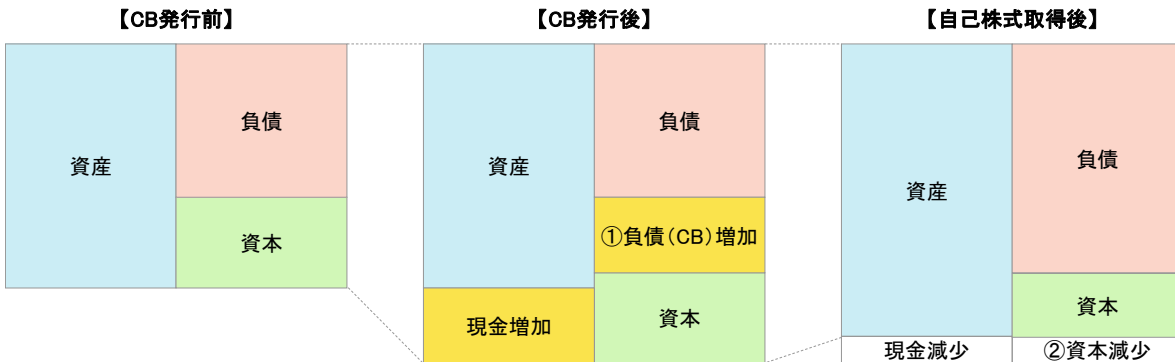 【CB発行前】
資産
負債
資本
【CB発行後】
資産
現金増加
負債
①負債(CB)増加
資本
【自己株式取得後】
資産
現金減少
負債
資本
②資本減少